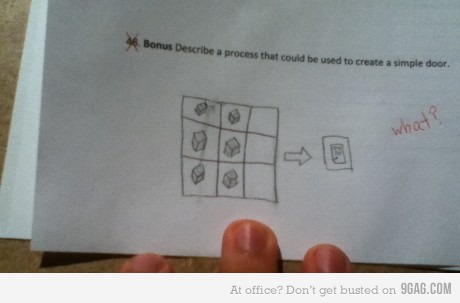 48. Bonus Describe a process that could be used to create a simple door.
what?
At office? Don't get busted on 9GAG.COM